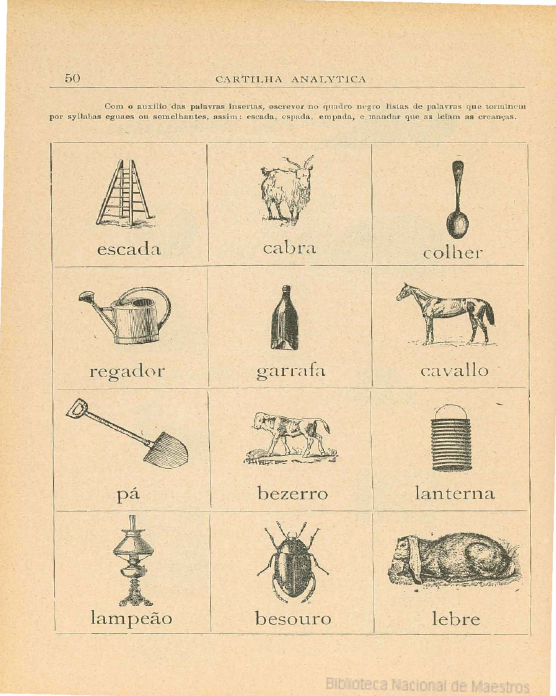 50 CARTILHA ANALYTICA
Com o auxilio das palavras insertas, escrever no quadro negro listas de palavras que terminem
por syllabas eguaes ou semelhantes, assim: escada, espada, empada, e mandar que as leiam as creanças.
escada cabra colher
regador garrafa cavallo
pá bezerro lanterna
lampeão besouro lebre
Biblioteca Nacional de Maestros